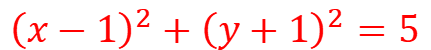 (x − 1)² + (y + 1)² = 5